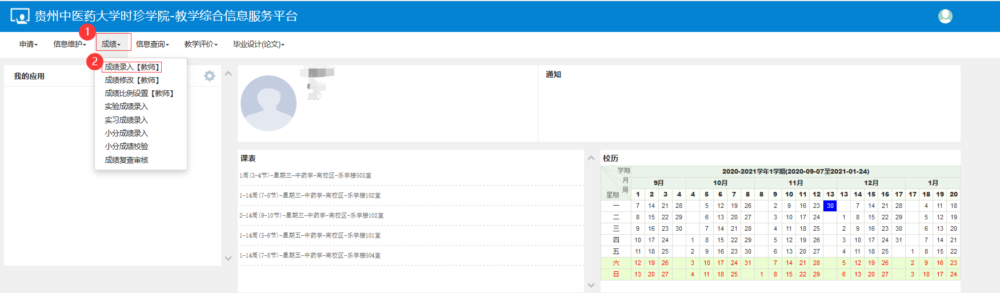 贵州中医药大学时珍学院-教学综合信息服务平台
1
申请 信息维护 成绩 信息查询 教学评价 毕业设计(论文)
2
成绩录入【教师】
成绩修改【教师】
成绩比例设置【教师】
实验成绩录入
实习成绩录入
小分成绩录入
小分成绩校验
成绩复查审核
我的应用
通知
课表
1周(3-4节)-星期三-中药学-南校区-乐学楼503室
1-14周(7-8节)-星期三-中药学-南校区-乐学楼102室
2-14周(9-10节)-星期三-中药学-南校区-乐学楼102室
1-14周(5-6节)-星期五-中药学-南校区-乐学楼101室
1-14周(7-8节)-星期五-中药学-南校区-乐学楼504室
校历
学期 2020-2021学年1学期(2020-09-07至2021-01-24)
月 9月 10月 11月 12月 1月
周
星期 1 2 3 4 4 5 6 7 8 8 9 10 11 12 13 13 14 15 16 17 17 18 19 20
一 7 14 21 28 5 12 19 26 2 9 16 23 30 7 14 21 28 4 11 18
二 8 15 22 29 6 13 20 27 3 10 17 24 1 8 15 22 29 5 12 19
三 9 16 23 30 7 14 21 28 4 11 18 25 2 9 16 23 30 6 13 20
四 10 17 24 1 8 15 22 29 5 12 19 26 3 10 17 24 31 7 14 21
五 11 18 25 2 9 16 23 30 6 13 20 27 4 11 18 25 1 8 15 22
六 12 19 26 3 10 17 24 31 7 14 21 28 5 12 19 26 2 9 16 23
日 13 20 27 4 11 18 25 1 8 15 22 29 6 13 20 27 3 10 17 24